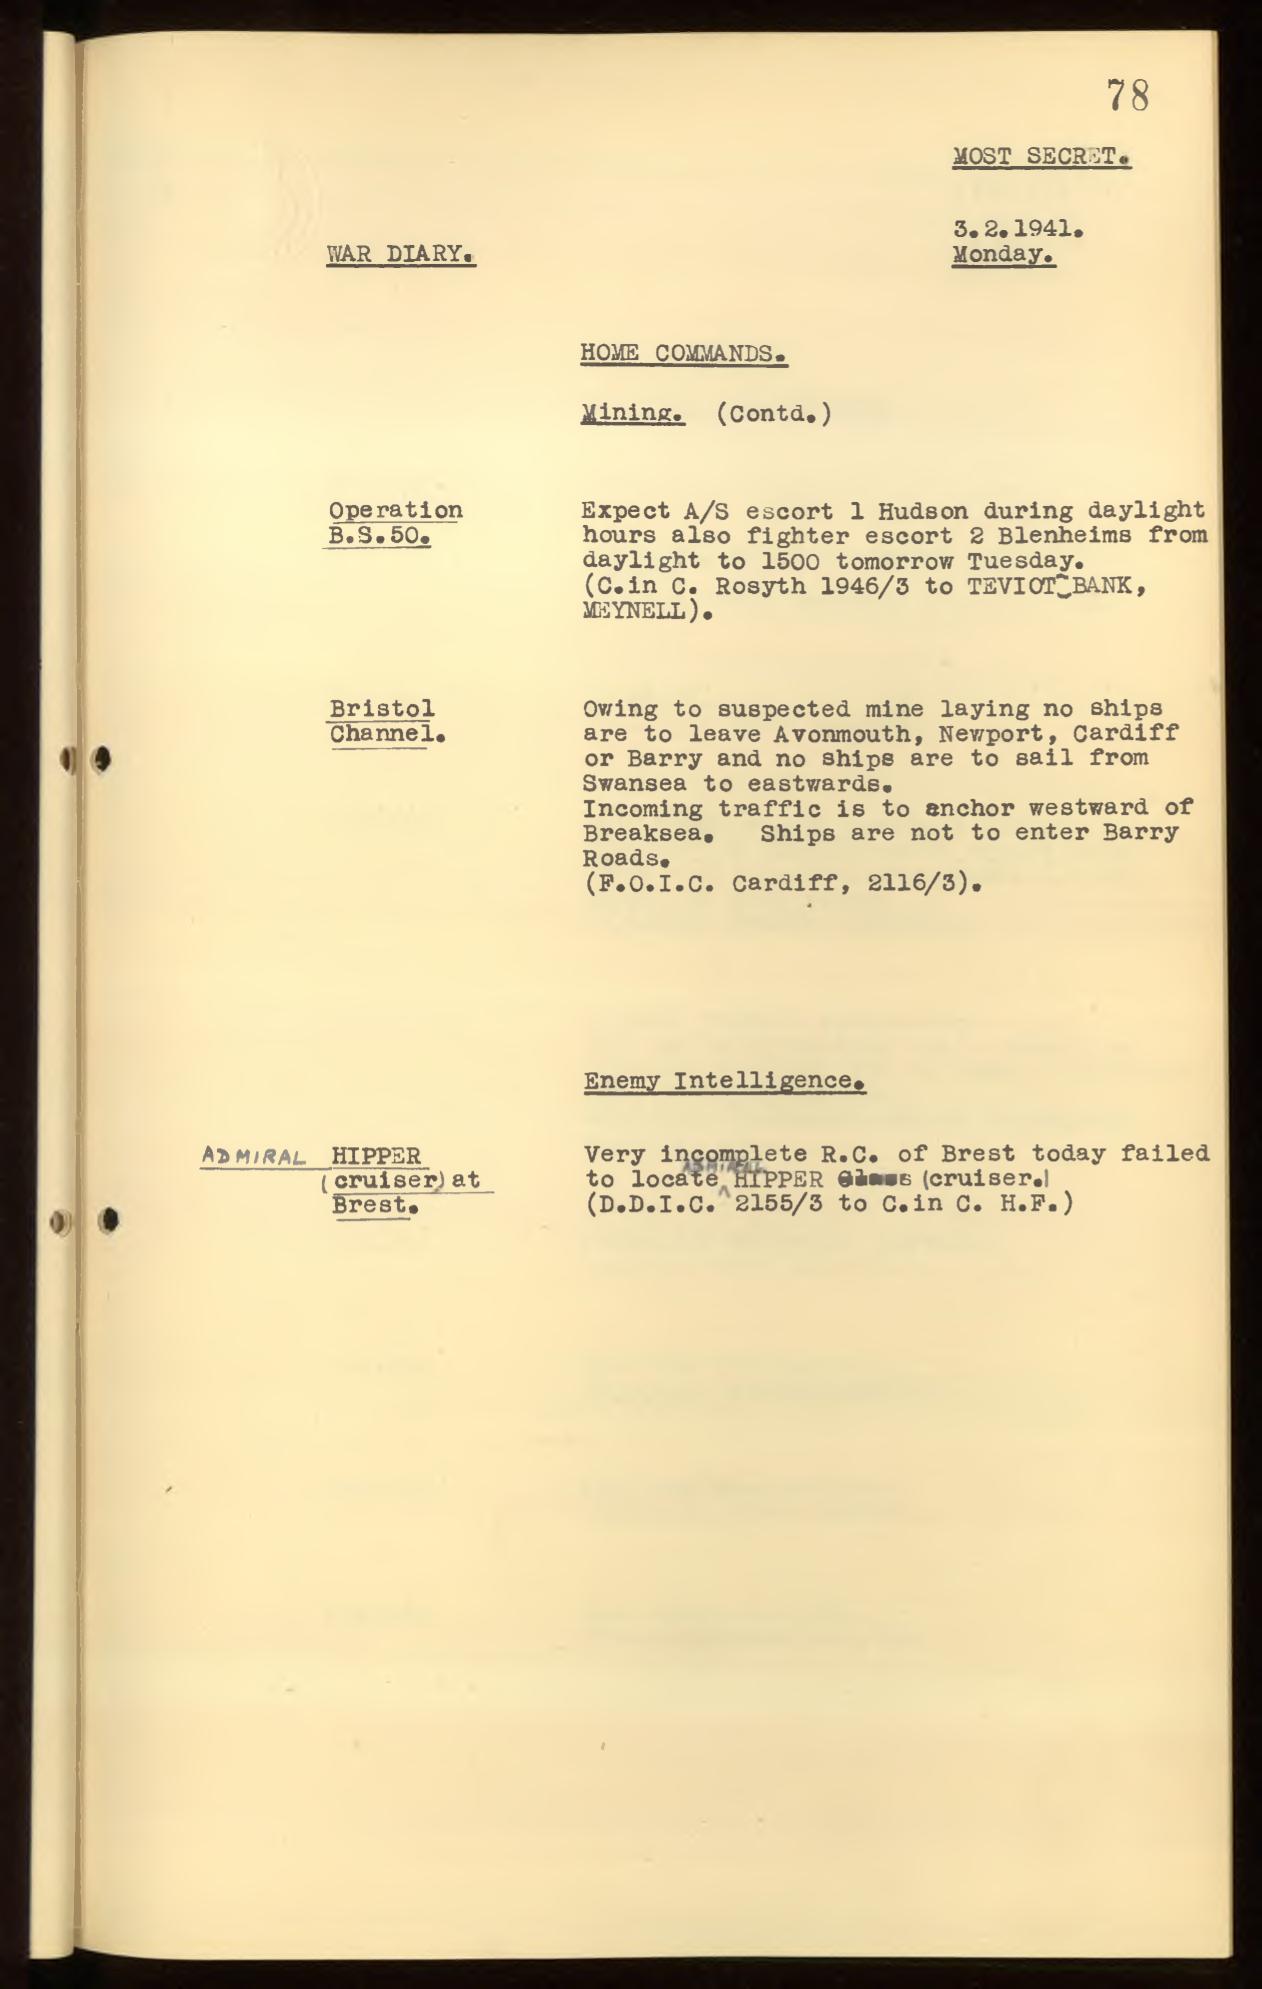 78
MOST SECRET.
3.2.1941.
WAR DIARY.
Monday.
HOME COMMANDS.
Mining. (Contd.)
Operation
B.S.50.
Expect A/S escort 1 Hudson during daylight
hours also fighter escort 2 Blenheims from
daylight to 1500 tomorrow Tuesday.
(C.in C. Rosyth 1946/3 to TEVIOT BANK,
MEYNELL).
Bristol
Channel.
Owing to suspected mine laying no ships
are to leave Avonmouth, Newport, Cardiff
or Barry and no ships are to sail from
Swansea to eastwards.
Incoming traffic is to anchor westward of
Breaksea. Ships are not to enter Barry
Roads.
(F.O.I.C. Cardiff, 2116/3).
Enemy Intelligence.
ADMIRAL HIPPER
(cruiser) at
Brest.
Very incomplete R.C. of Brest today failed
ADMIRAL
to locate HIPPER (cruiser.)
(D.D.I.C. 2155/3 to C.in C. H.F.)